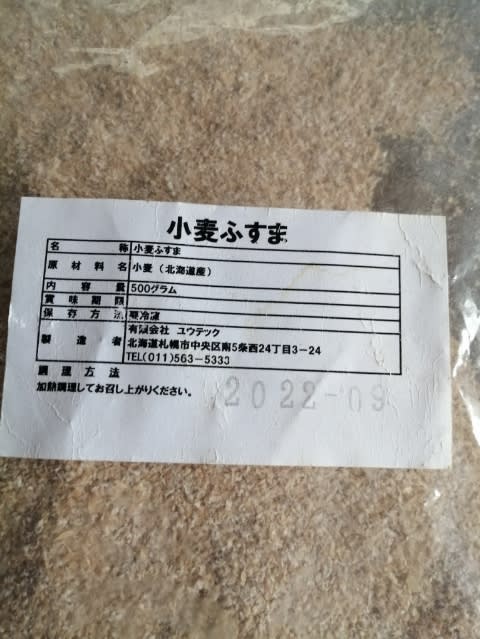 小麦ふすま
名 称 小麦ふすま
原材料名 小麦（北海道産）
内容量 500グラム
賞味期限
保存方法 要冷凍
製造者 有限会社 ユウテック
北海道札幌市中央区南5条西24丁目3-24
TEL(011)563-5333
調理方法
加熱調理してお召し上がりください。
2022-09